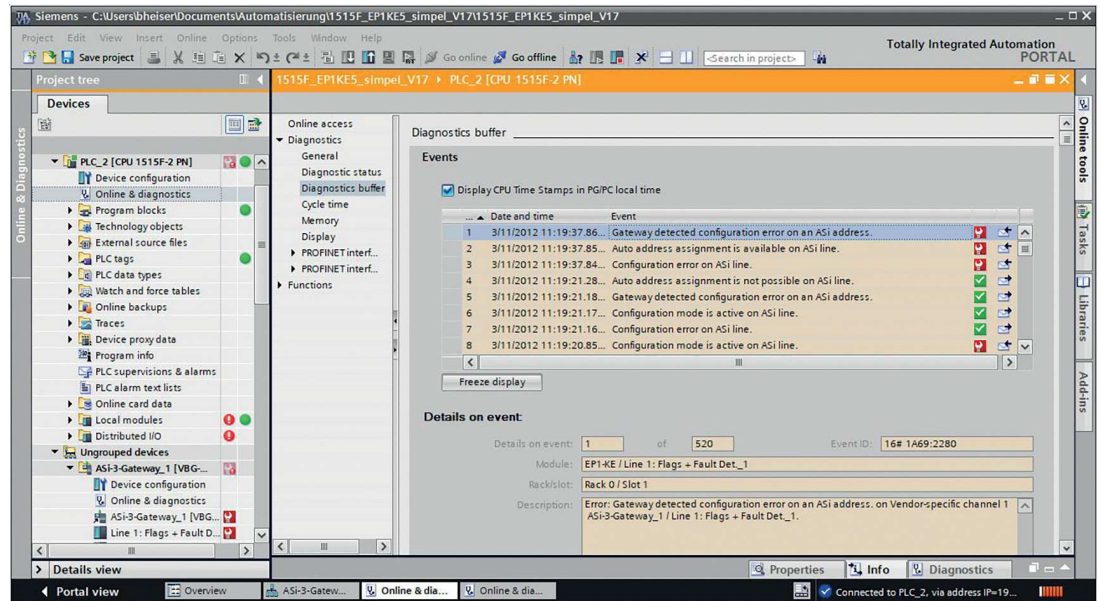 Siemens - C:\Users\bheiser\Documents\Automatisierung\1515F_EP1KE5_simpel_V17\1515F_EP1KE5_simpel_V17
Project Edit View Insert Online Options Tools Window Help
Save project
Go online
Go offline
<Search in project>
Totally Integrated Automation
PORTAL
Project tree
1515F_EP1KE5_simpel_V17 ▸ PLC_2 [CPU 1515F-2 PN]
Devices
Online & Diagnostics
PLC_2 [CPU 1515F-2 PN]
Device configuration
Online & diagnostics
Program blocks
Technology objects
External source files
PLC tags
PLC data types
Watch and force tables
Online backups
Traces
Device proxy data
Program info
PLC supervisions & alarms
PLC alarm text lists
Online card data
Local modules
Distributed I/O
Ungrouped devices
ASi-3-Gateway_1 [VBG-...
Device configuration
Online & diagnostics
ASi-3-Gateway_1 [VBG...
Line 1: Flags + Fault D...
Details view
Online access
Diagnostics
General
Diagnostic status
Diagnostics buffer
Cycle time
Memory
Display
PROFINET interf...
PROFINET interf...
Functions
Diagnostics buffer
Events
Display CPU Time Stamps in PG/PC local time
... Date and time Event
1 3/11/2012 11:19:37.86... Gateway detected configuration error on an ASi address.
2 3/11/2012 11:19:37.85... Auto address assignment is available on ASi line.
3 3/11/2012 11:19:37.84... Configuration error on ASi line.
4 3/11/2012 11:19:21.28... Auto address assignment is not possible on ASi line.
5 3/11/2012 11:19:21.18... Gateway detected configuration error on an ASi address.
6 3/11/2012 11:19:21.17... Configuration mode is active on ASi line.
7 3/11/2012 11:19:21.16... Configuration error on ASi line.
8 3/11/2012 11:19:20.85... Configuration mode is active on ASi line.
Freeze display
Details on event:
Details on event: 1 of 520 Event ID: 16# 1A69:2280
Module: EP1-KE / Line 1: Flags + Fault Det._1
Rack/slot: Rack 0 / Slot 1
Description: Error: Gateway detected configuration error on an ASi address. on Vendor-specific channel 1
ASi-3-Gateway_1 / Line 1: Flags + Fault Det._1.
Online tools
Tasks
Libraries
Add-ins
Properties
Info
Diagnostics
Portal view
Overview
ASi-3-Gatew...
Online & dia...
Online & dia...
Connected to PLC_2, via address IP=19...